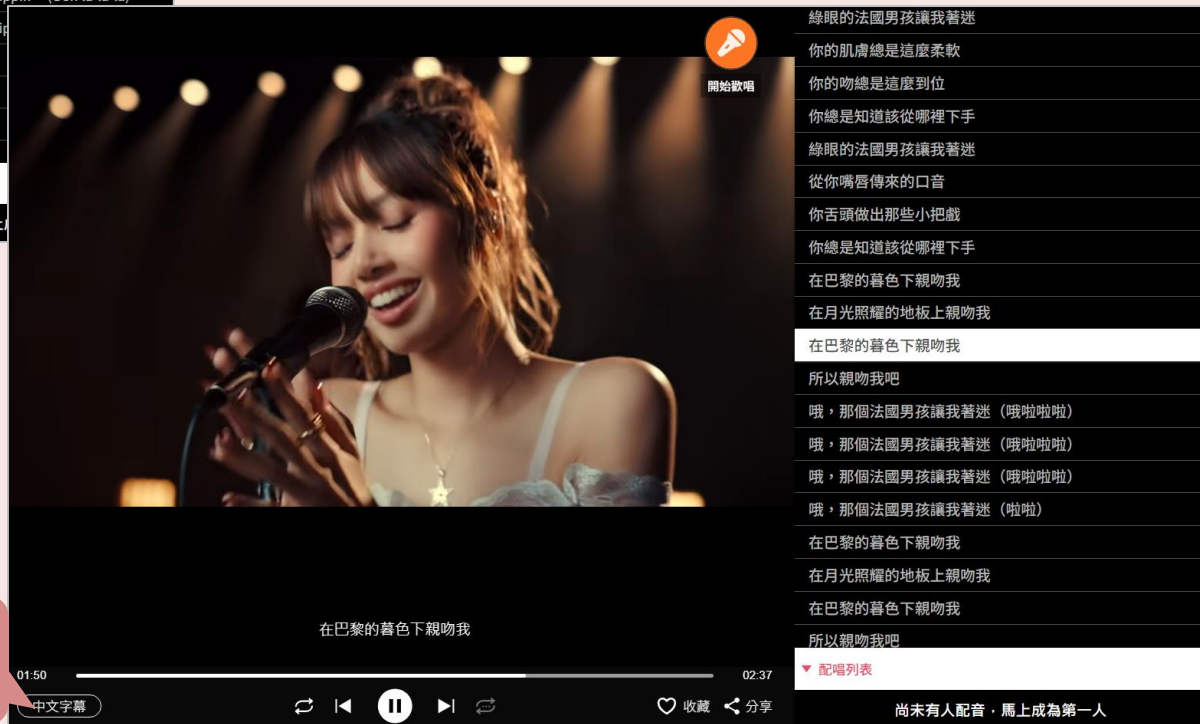 開始歡唱
在巴黎的暮色下親吻我
01:50
02:37
中文字幕
收藏
分享
綠眼的法國男孩讓我著迷
你的肌膚總是這麼柔軟
你的吻總是這麼到位
你總是知道該從哪裡下手
綠眼的法國男孩讓我著迷
從你嘴唇傳來的口音
你舌頭做出那些小把戲
你總是知道該從哪裡下手
在巴黎的暮色下親吻我
在月光照耀的地板上親吻我
在巴黎的暮色下親吻我
所以親吻我吧
哦，那個法國男孩讓我著迷（哦啦啦啦）
哦，那個法國男孩讓我著迷（哦啦啦啦）
哦，那個法國男孩讓我著迷（哦啦啦啦）
哦，那個法國男孩讓我著迷（啦啦）
在巴黎的暮色下親吻我
在月光照耀的地板上親吻我
在巴黎的暮色下親吻我
所以親吻我吧
▼ 配唱列表
尚未有人配音，馬上成為第一人